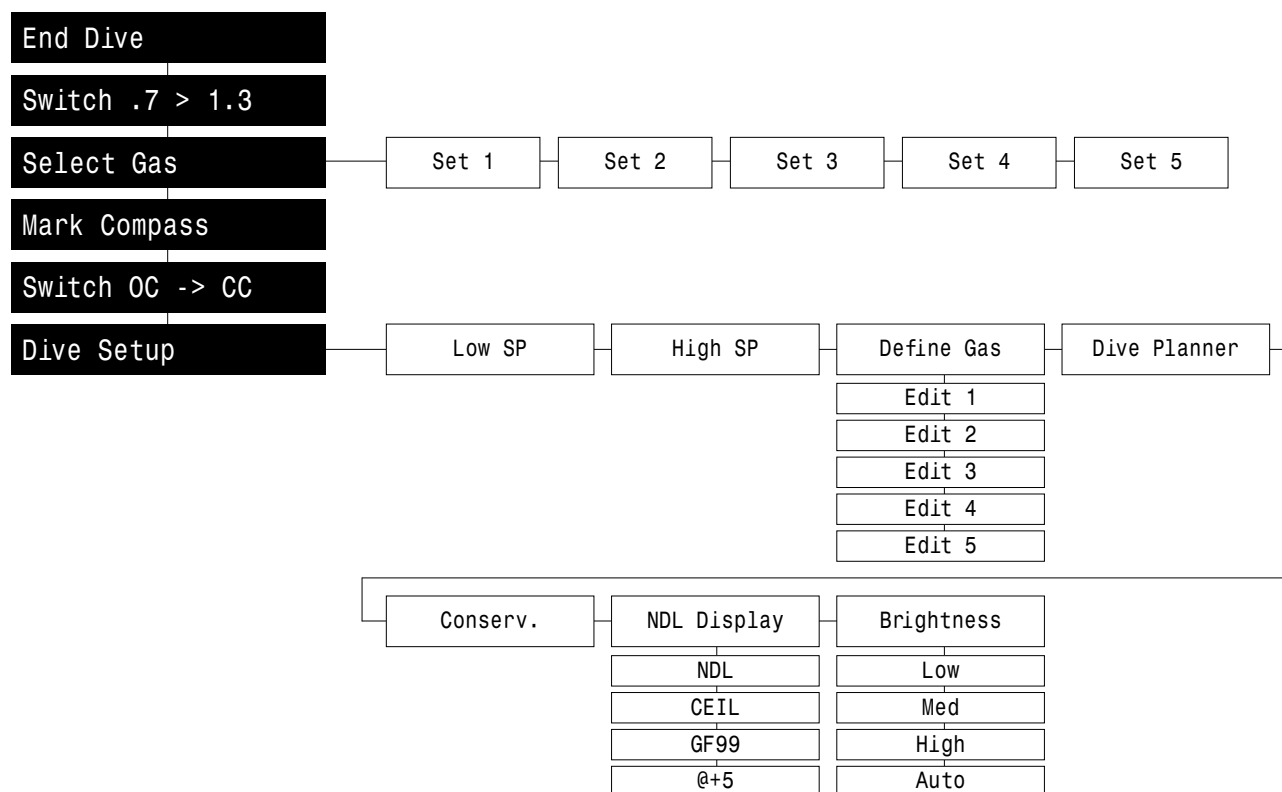 End Dive
Switch .7 > 1.3
Select Gas
Set 1
Set 2
Set 3
Set 4
Set 5
Mark Compass
Switch OC -> CC
Dive Setup
Low SP
High SP
Define Gas
Dive Planner
Edit 1
Edit 2
Edit 3
Edit 4
Edit 5
Conserv.
NDL Display
Brightness
NDL
Low
CEIL
Med
GF99
High
@+5
Auto